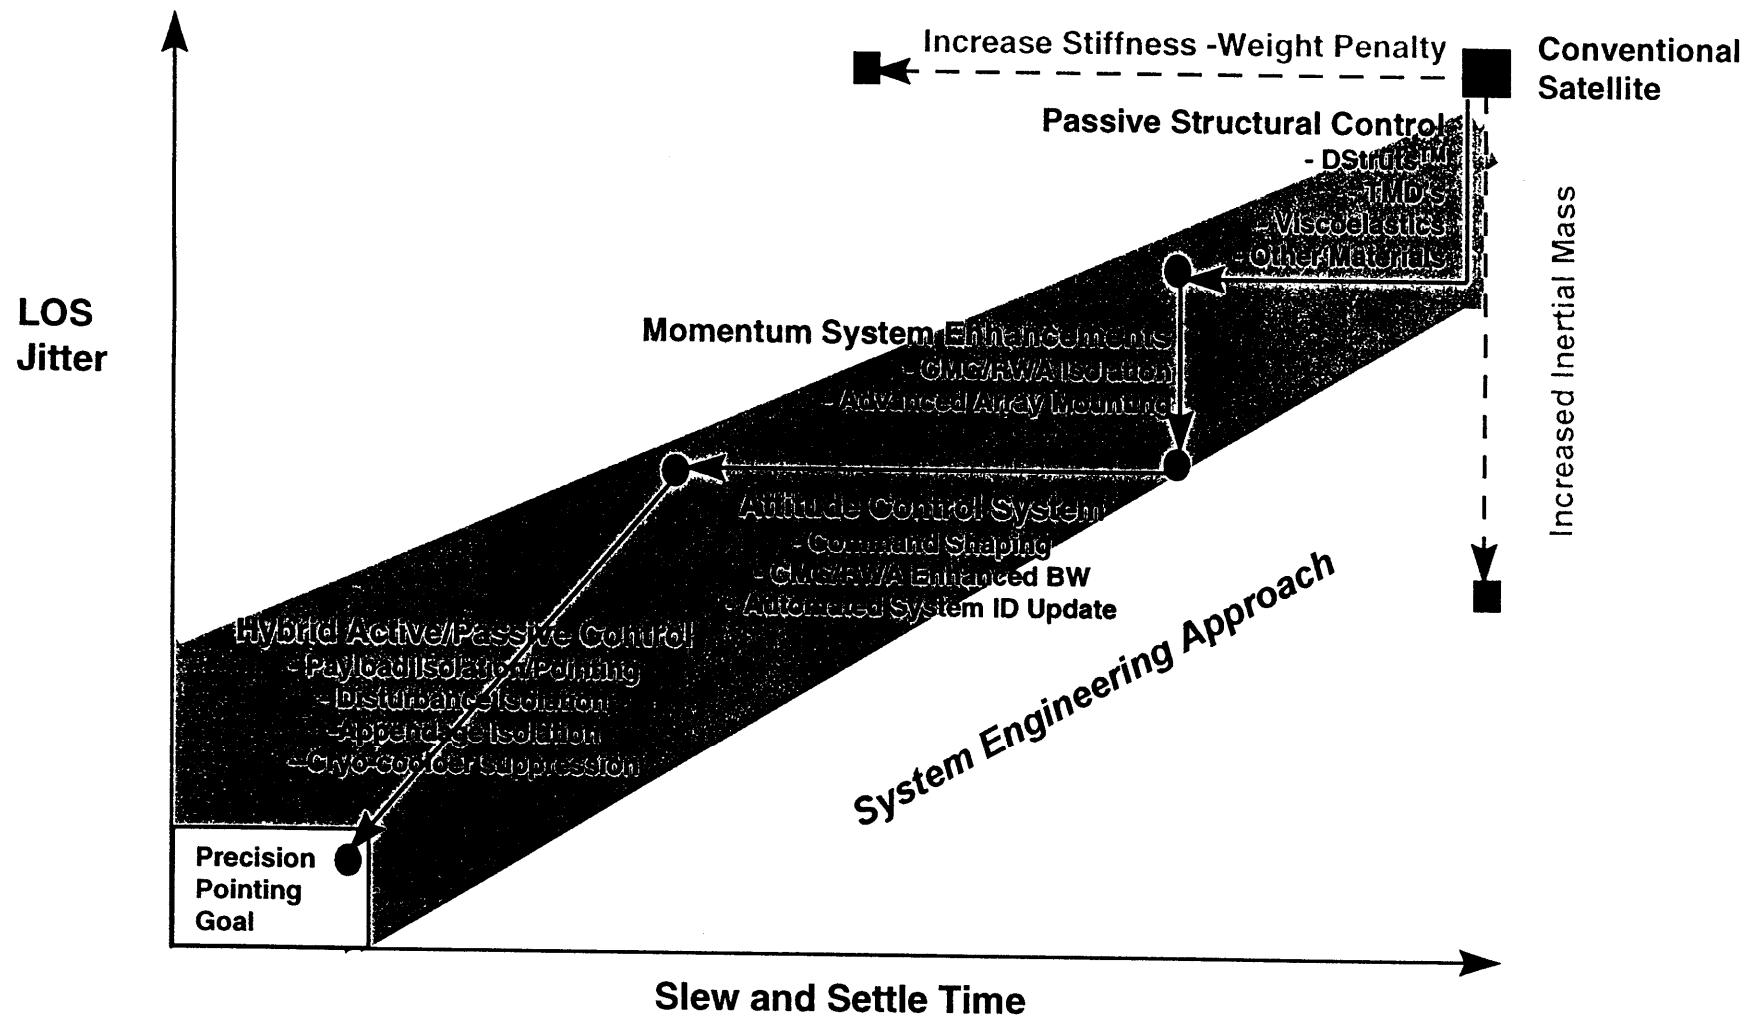 Increase Stiffness -Weight Penalty
Conventional
Satellite
Passive Structural Control
- DStruts™
- TMD's
- Viscoelastics
- Other Materials
Increased Inertial Mass
LOS
Jitter
Momentum System Enhancements
- CMG/RWA Isolation
- Advanced Array Mounting
Attitude Control System
- Command Shaping
- CMG/RWA Enhanced BW
- Automated System ID Update
System Engineering Approach
Hybrid Active/Passive Control
- Payload Isolation/Pointing
- Disturbance Isolation
- Appendage Isolation
- Cryo-coolder Suppression
Precision
Pointing
Goal
Slew and Settle Time